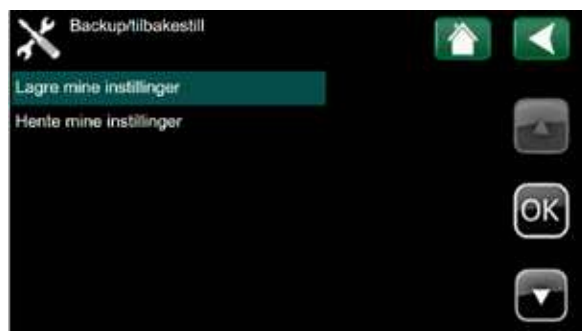 Backup/tilbakestill
Lagre mine instillinger
Hente mine instillinger
OK